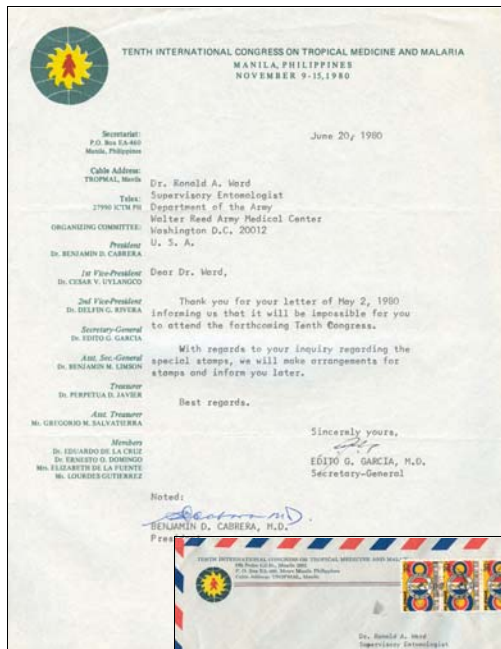 TENTH INTERNATIONAL CONGRESS ON TROPICAL MEDICINE AND MALARIA
MANILA, PHILIPPINES
NOVEMBER 9-15, 1980
Secretariat:
P.O. Box EA-460
Manila, Philippines
Cable Address:
TROPMAL, Manila
Telex:
27990 ICTM PH
ORGANIZING COMMITTEE:
President
Dr. BENJAMIN D. CABRERA
1st Vice-President
Dr. CESAR V. UYLANGCO
2nd Vice-President
Dr. DELFIN G. RIVERA
Secretary-General
Dr. EDITO G. GARCIA
Asst. Sec.-General
Dr. BENJAMIN M. LIMSON
Treasurer
Dr. PERPETUA D. JAVIER
Asst. Treasurer
Mr. GREGORIO M. SALVATIERRA
Members
Dr. EDUARDO DE LA CRUZ
Dr. ERNESTO O. DOMINGO
Mrs. ELIZABETH DE LA FUENTE
Ms. LOURDES GUTIERREZ
June 20, 1980
Dr. Ronald A. Ward
Supervisory Entomologist
Department of the Army
Walter Reed Army Medical Center
Washington D.C. 20012
U. S. A.
Dear Dr. Ward,
Thank you for your letter of May 2, 1980
informing us that it will be impossible for you
to attend the forthcoming Tenth Congress.
With regards to your inquiry regarding the
special stamps, we will make arrangements for
stamps and inform you later.
Best regards.
Sincerely yours,
EDITO G. GARCIA, M.D.
Secretary-General
Noted:
BENJAMIN D. CABRERA, M.D.
Pres
TENTH INTERNATIONAL CONGRESS ON TROPICAL MEDICINE AND MALA
Cable Address: TROPMAL, Manila
Dr. Ronald A. Ward
Supervisory Entomologist